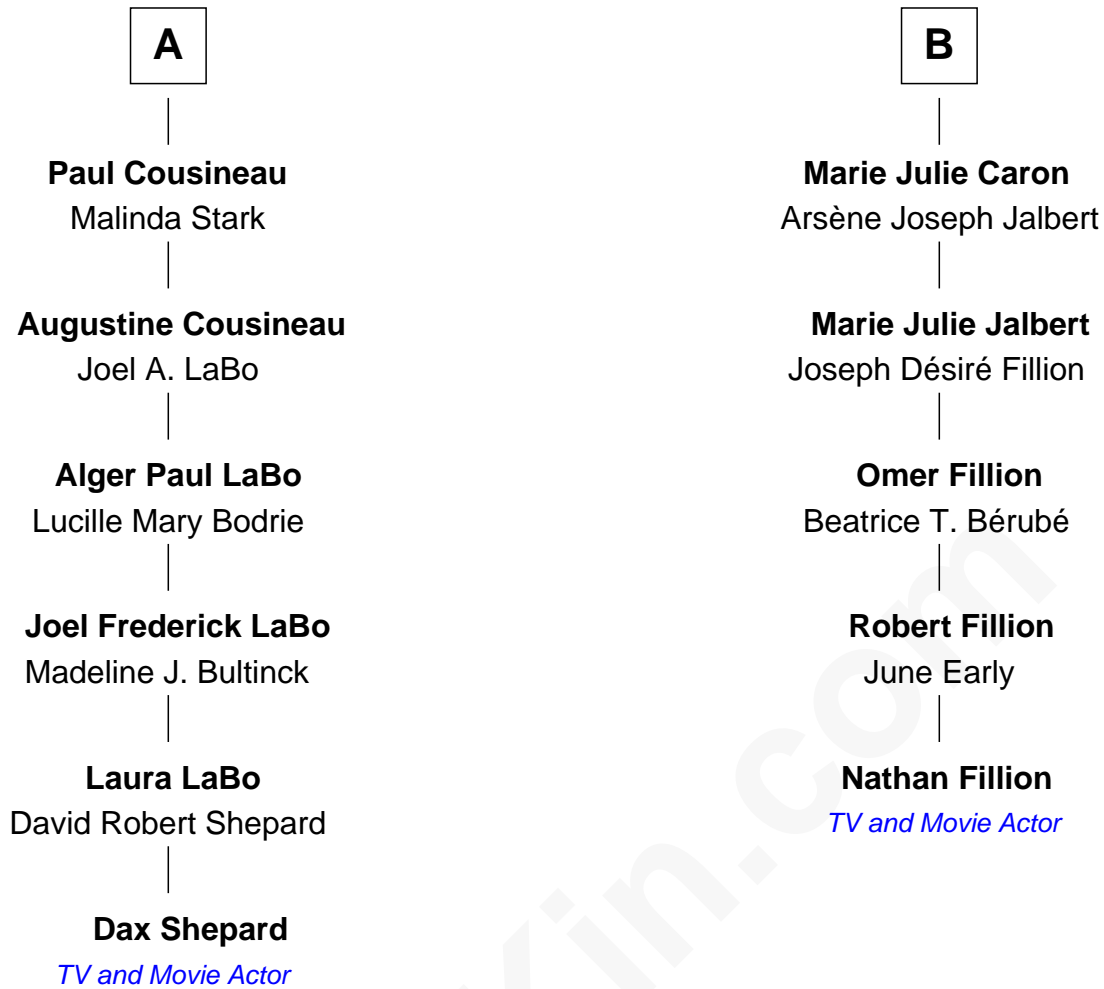 A
Paul Cousineau
Malinda Stark
Augustine Cousineau
Joel A. LaBo
Alger Paul LaBo
Lucille Mary Bodrie
Joel Frederick LaBo
Madeline J. Bultinck
Laura LaBo
David Robert Shepard
Dax Shepard
TV and Movie Actor
B
Marie Julie Caron
Arsène Joseph Jalbert
Marie Julie Jalbert
Joseph Désiré Fillion
Omer Fillion
Beatrice T. Bérubé
Robert Fillion
June Early
Nathan Fillion
TV and Movie Actor
Kin.com